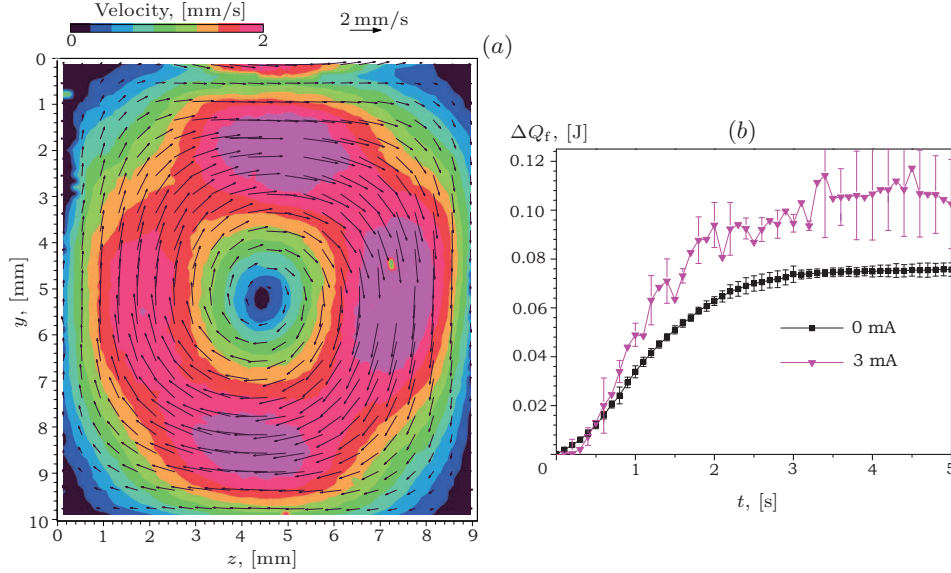 Velocity, [mm/s]
0 2
2 mm/s
(a)
0
1
2
3
4
5
6
7
8
9
10
y, [mm]
0 1 2 3 4 5 6 7 8 9
z, [mm]
(b)
ΔQf, [J]
0.12
0.10
0.08
0.06
0.04
0.02
0 1 2 3 4 5
t, [s]
0 mA
3 mA